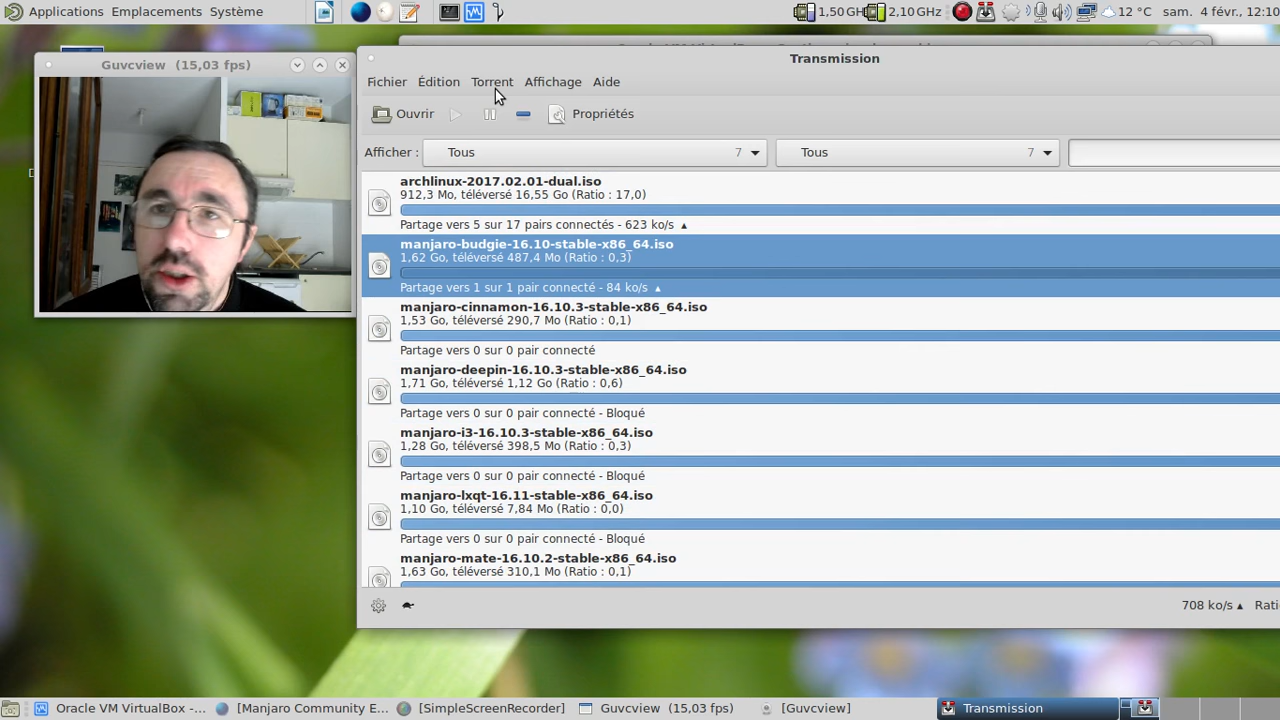 Applications Emplacements Système
1,50 GH 2,10 GHz 12 °C sam. 4 févr., 12:10
Guvcview (15,03 fps)
Transmission
Fichier Édition Torrent Affichage Aide
Ouvrir Propriétés
Afficher : Tous 7 Tous 7
archlinux-2017.02.01-dual.iso
912,3 Mo, téléversé 16,55 Go (Ratio : 17,0)
Partage vers 5 sur 17 pairs connectés - 623 ko/s ▲
manjaro-budgie-16.10-stable-x86_64.iso
1,62 Go, téléversé 487,4 Mo (Ratio : 0,3)
Partage vers 1 sur 1 pair connecté - 84 ko/s ▲
manjaro-cinnamon-16.10.3-stable-x86_64.iso
1,53 Go, téléversé 290,7 Mo (Ratio : 0,1)
Partage vers 0 sur 0 pair connecté
manjaro-deepin-16.10.3-stable-x86_64.iso
1,71 Go, téléversé 1,12 Go (Ratio : 0,6)
Partage vers 0 sur 0 pair connecté - Bloqué
manjaro-i3-16.10.3-stable-x86_64.iso
1,28 Go, téléversé 398,5 Mo (Ratio : 0,3)
Partage vers 0 sur 0 pair connecté - Bloqué
manjaro-lxqt-16.11-stable-x86_64.iso
1,10 Go, téléversé 7,84 Mo (Ratio : 0,0)
Partage vers 0 sur 0 pair connecté - Bloqué
manjaro-mate-16.10.2-stable-x86_64.iso
1,63 Go, téléversé 310,1 Mo (Ratio : 0,1)
708 ko/s ▲ Ratio
Oracle VM VirtualBox -... [Manjaro Community E... [SimpleScreenRecorder] Guvcview (15,03 fps) [Guvcview] Transmission